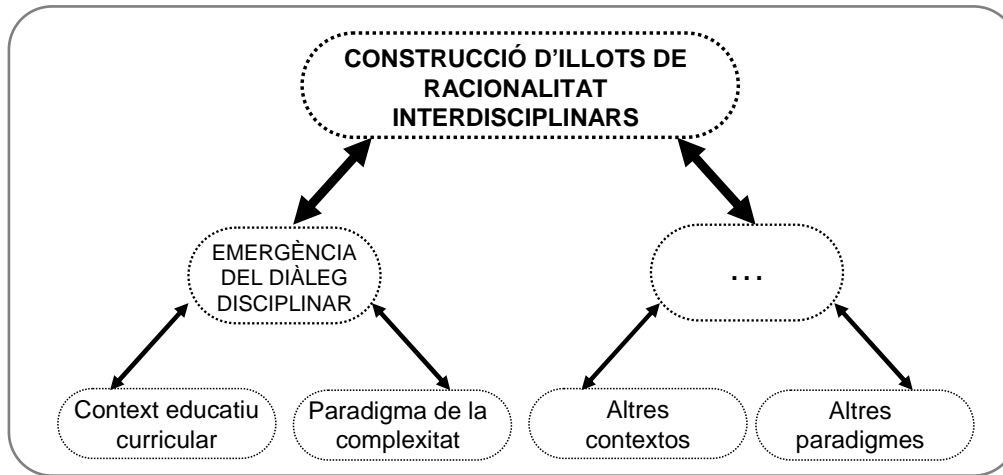 CONSTRUCCIÓ D’ILLOTS DE
RACIONALITAT
INTERDISCIPLINARS
EMERGÈNCIA
DEL DIÀLEG
DISCIPLINAR
...
Context educatiu
curricular
Paradigma de la
complexitat
Altres
contextos
Altres
paradigmes